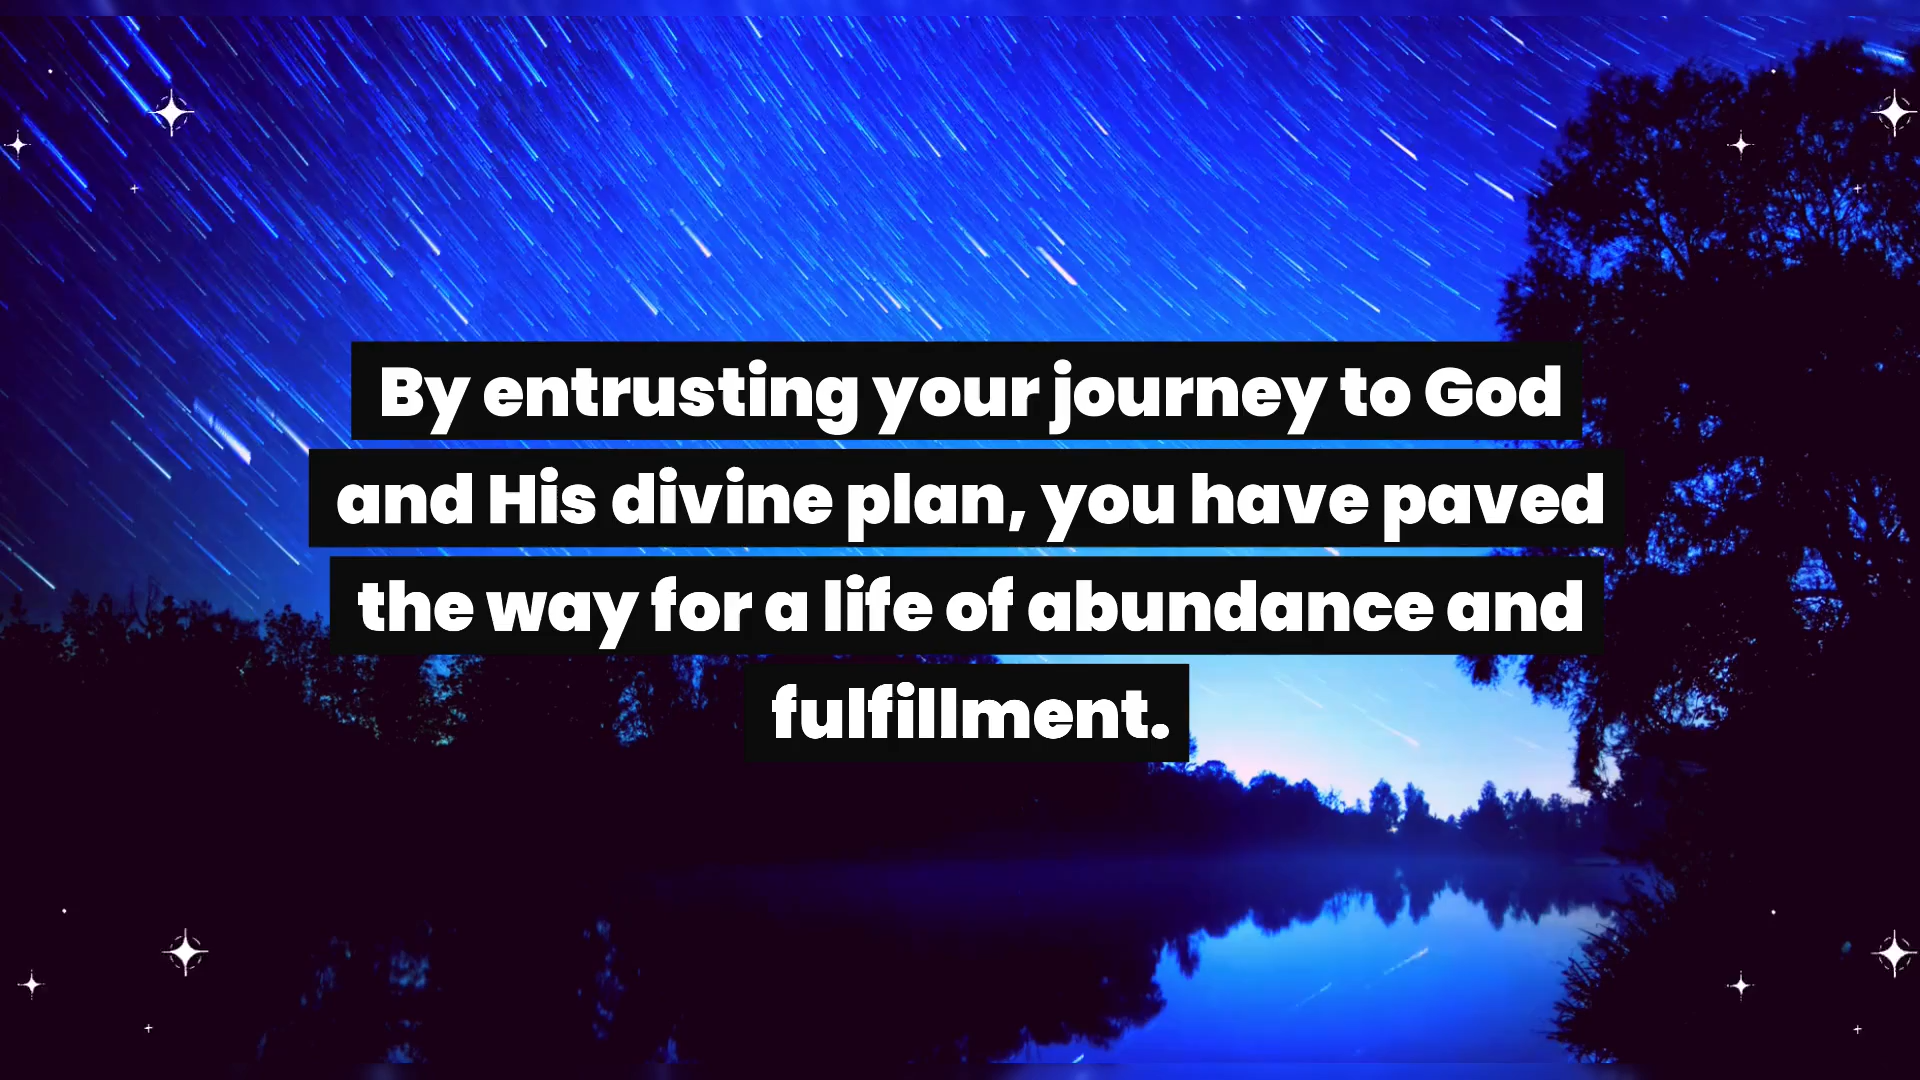 By entrusting your journey to God
and His divine plan, you have paved
the way for a life of abundance and
fulfillment.